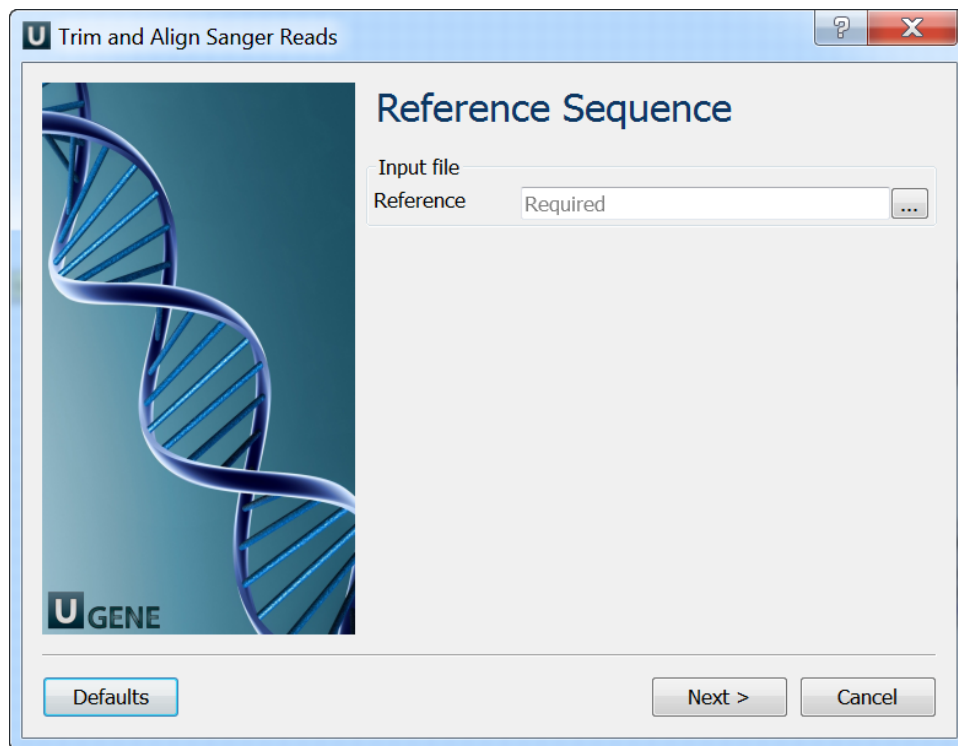 U Trim and Align Sanger Reads
?
X
Reference Sequence
Input file
Reference Required ...
U GENE
Defaults Next > Cancel